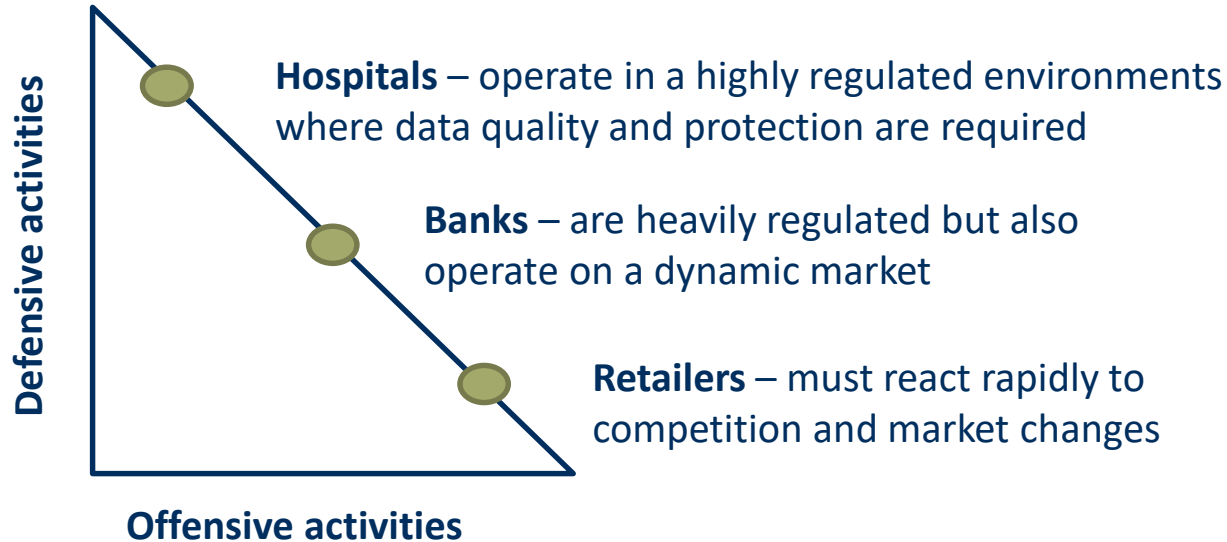 Defensive activities
Hospitals – operate in a highly regulated environments
where data quality and protection are required
Banks – are heavily regulated but also
operate on a dynamic market
Retailers – must react rapidly to
competition and market changes
Offensive activities